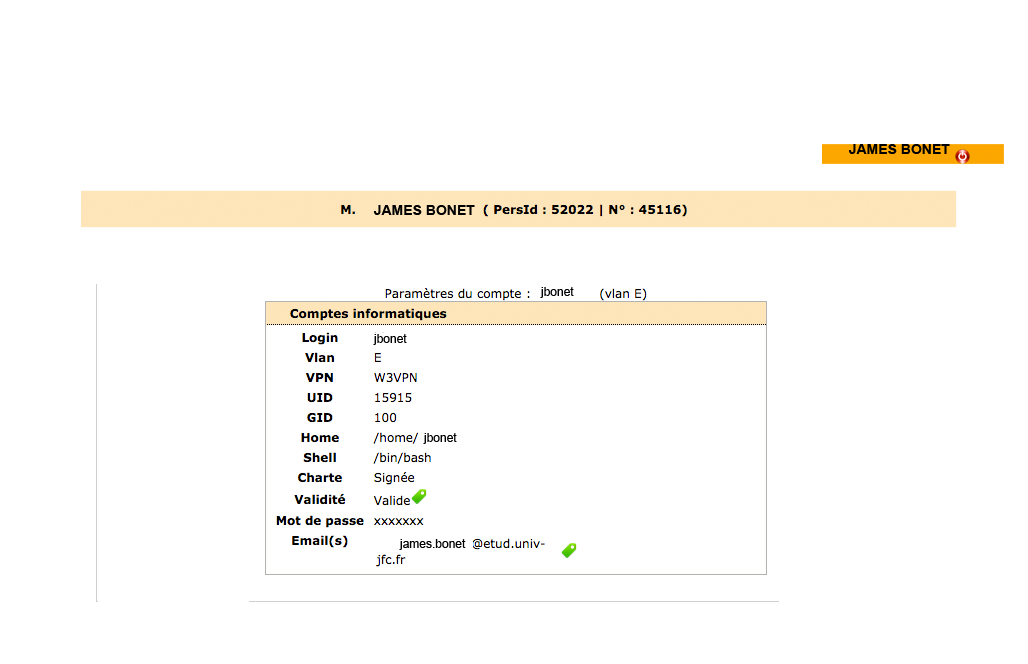 JAMES BONET
M. JAMES BONET ( PersId : 52022 | N° : 45116)
Paramètres du compte : jbonet (vlan E)
Comptes informatiques
Login jbonet
Vlan E
VPN W3VPN
UID 15915
GID 100
Home /home/ jbonet
Shell /bin/bash
Charte Signée
Validité Valide
Mot de passe xxxxxxx
Email(s) james.bonet @etud.univ-
jfc.fr